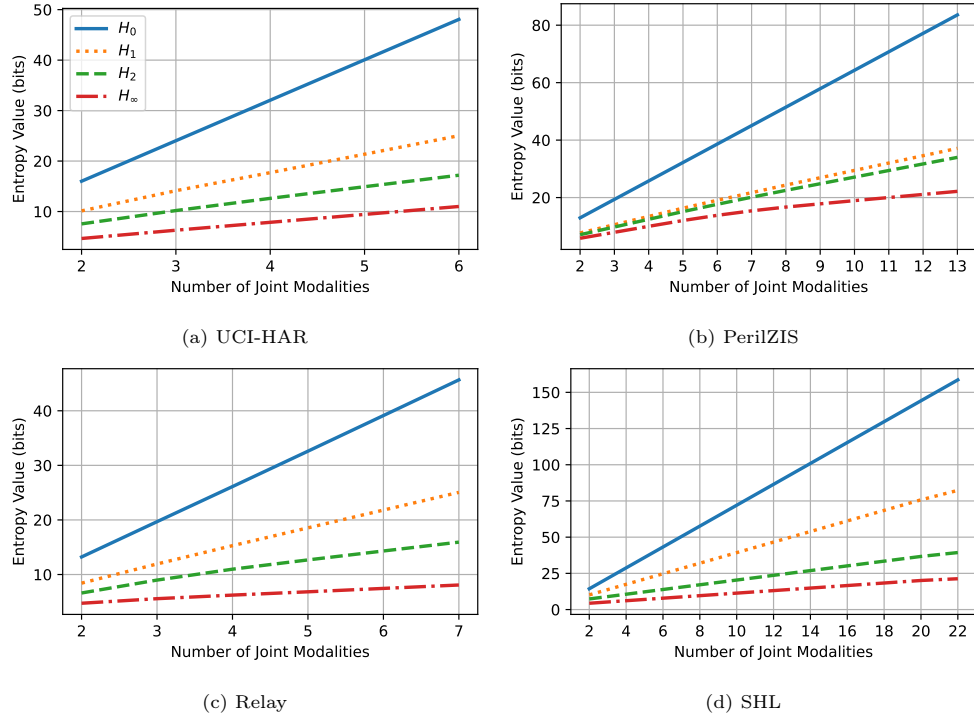 50
40
30
20
10
Entropy Value (bits)
H0
H1
H2
H∞
2 3 4 5 6
Number of Joint Modalities
(a) UCI-HAR
80
60
40
20
Entropy Value (bits)
2 3 4 5 6 7 8 9 10 11 12 13
Number of Joint Modalities
(b) PerilZIS
40
30
20
10
Entropy Value (bits)
2 3 4 5 6 7
Number of Joint Modalities
(c) Relay
150
125
100
75
50
25
0
Entropy Value (bits)
2 4 6 8 10 12 14 16 18 20 22
Number of Joint Modalities
(d) SHL